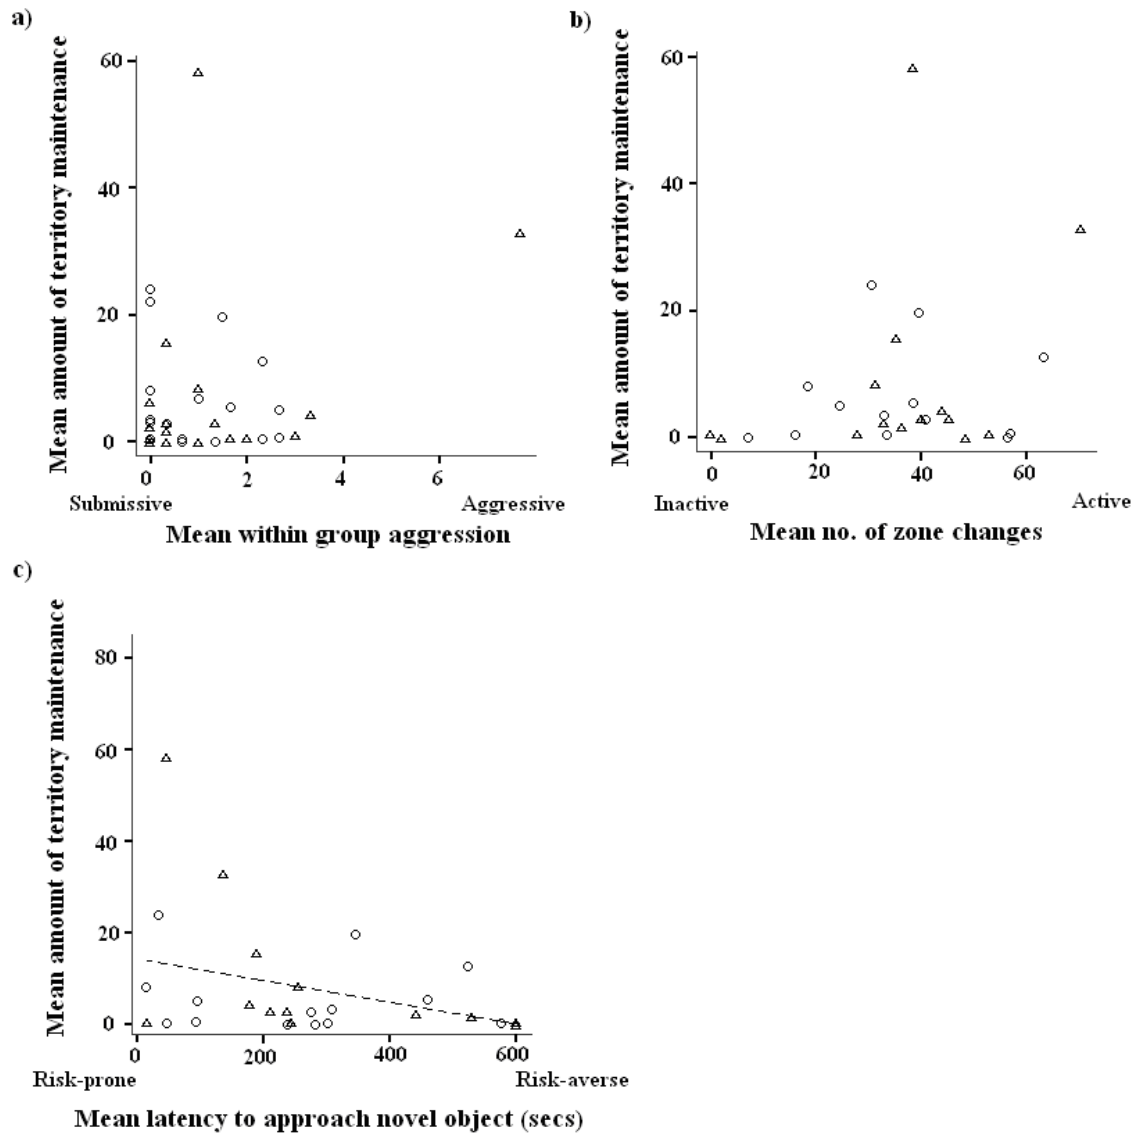 a)
Mean amount of territory maintenance
60
40
20
0
0 2 4 6
Submissive Aggressive
Mean within group aggression
b)
Mean amount of territory maintenance
60
40
20
0
0 20 40 60
Inactive Active
Mean no. of zone changes
c)
Mean amount of territory maintenance
80
60
40
20
0
0 200 400 600
Risk-prone Risk-averse
Mean latency to approach novel object (secs)